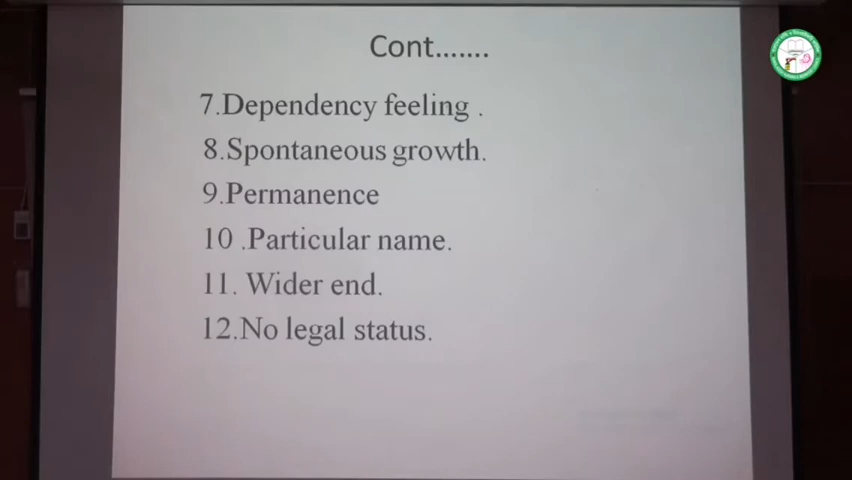 Cont.......
7.Dependency feeling .
8.Spontaneous growth.
9.Permanence
10 .Particular name.
11. Wider end.
12.No legal status.